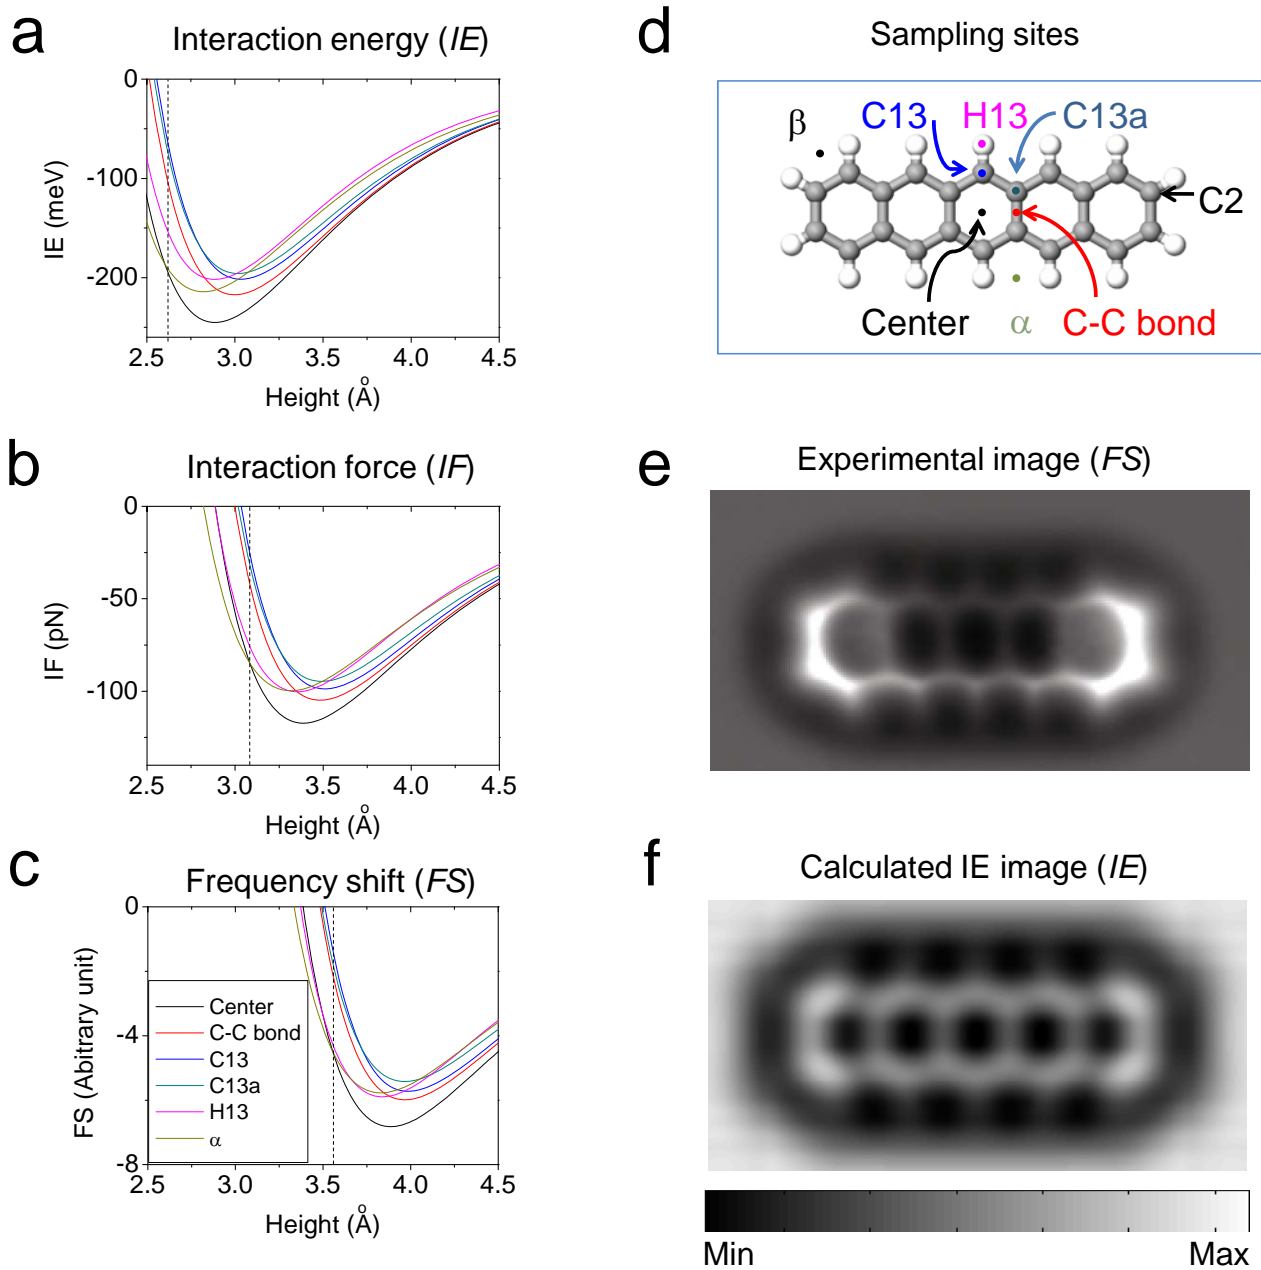 a
Interaction energy (IE)
0
-100
-200
IE (meV)
2.5 3.0 3.5 4.0 4.5
Height (Å)
b
Interaction force (IF)
0
-50
-100
IF (pN)
2.5 3.0 3.5 4.0 4.5
Height (Å)
c
Frequency shift (FS)
0
-4
-8
FS (Abitrary unit)
Center
C-C bond
C13
C13a
H13
α
2.5 3.0 3.5 4.0 4.5
Height (Å)
d
Sampling sites
β
C13 H13 C13a
C2
Center α C-C bond
e
Experimental image (FS)
f
Calculated IE image (IE)
Min Max